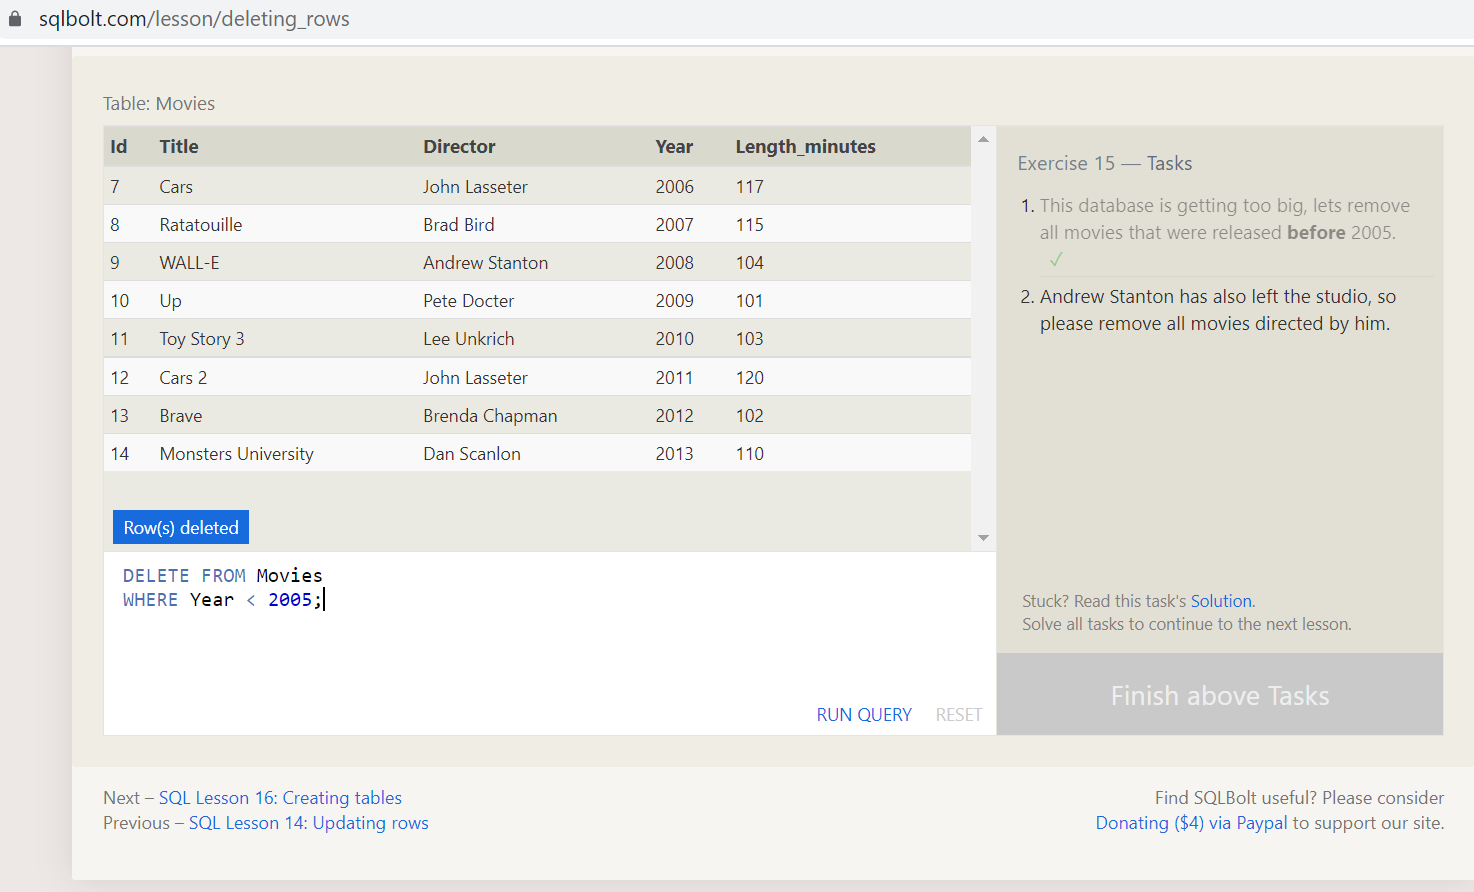 sqlbolt.com/lesson/deleting_rows
Table: Movies
Id Title Director Year Length_minutes
7 Cars John Lasseter 2006 117
8 Ratatouille Brad Bird 2007 115
9 WALL-E Andrew Stanton 2008 104
10 Up Pete Docter 2009 101
11 Toy Story 3 Lee Unkrich 2010 103
12 Cars 2 John Lasseter 2011 120
13 Brave Brenda Chapman 2012 102
14 Monsters University Dan Scanlon 2013 110
Row(s) deleted
DELETE FROM Movies
WHERE Year < 2005;
RUN QUERY RESET
Exercise 15 — Tasks
1. This database is getting too big, lets remove
all movies that were released before 2005.
✓
2. Andrew Stanton has also left the studio, so
please remove all movies directed by him.
Stuck? Read this task's Solution.
Solve all tasks to continue to the next lesson.
Finish above Tasks
Next – SQL Lesson 16: Creating tables
Previous – SQL Lesson 14: Updating rows
Find SQLBolt useful? Please consider
Donating ($4) via Paypal to support our site.